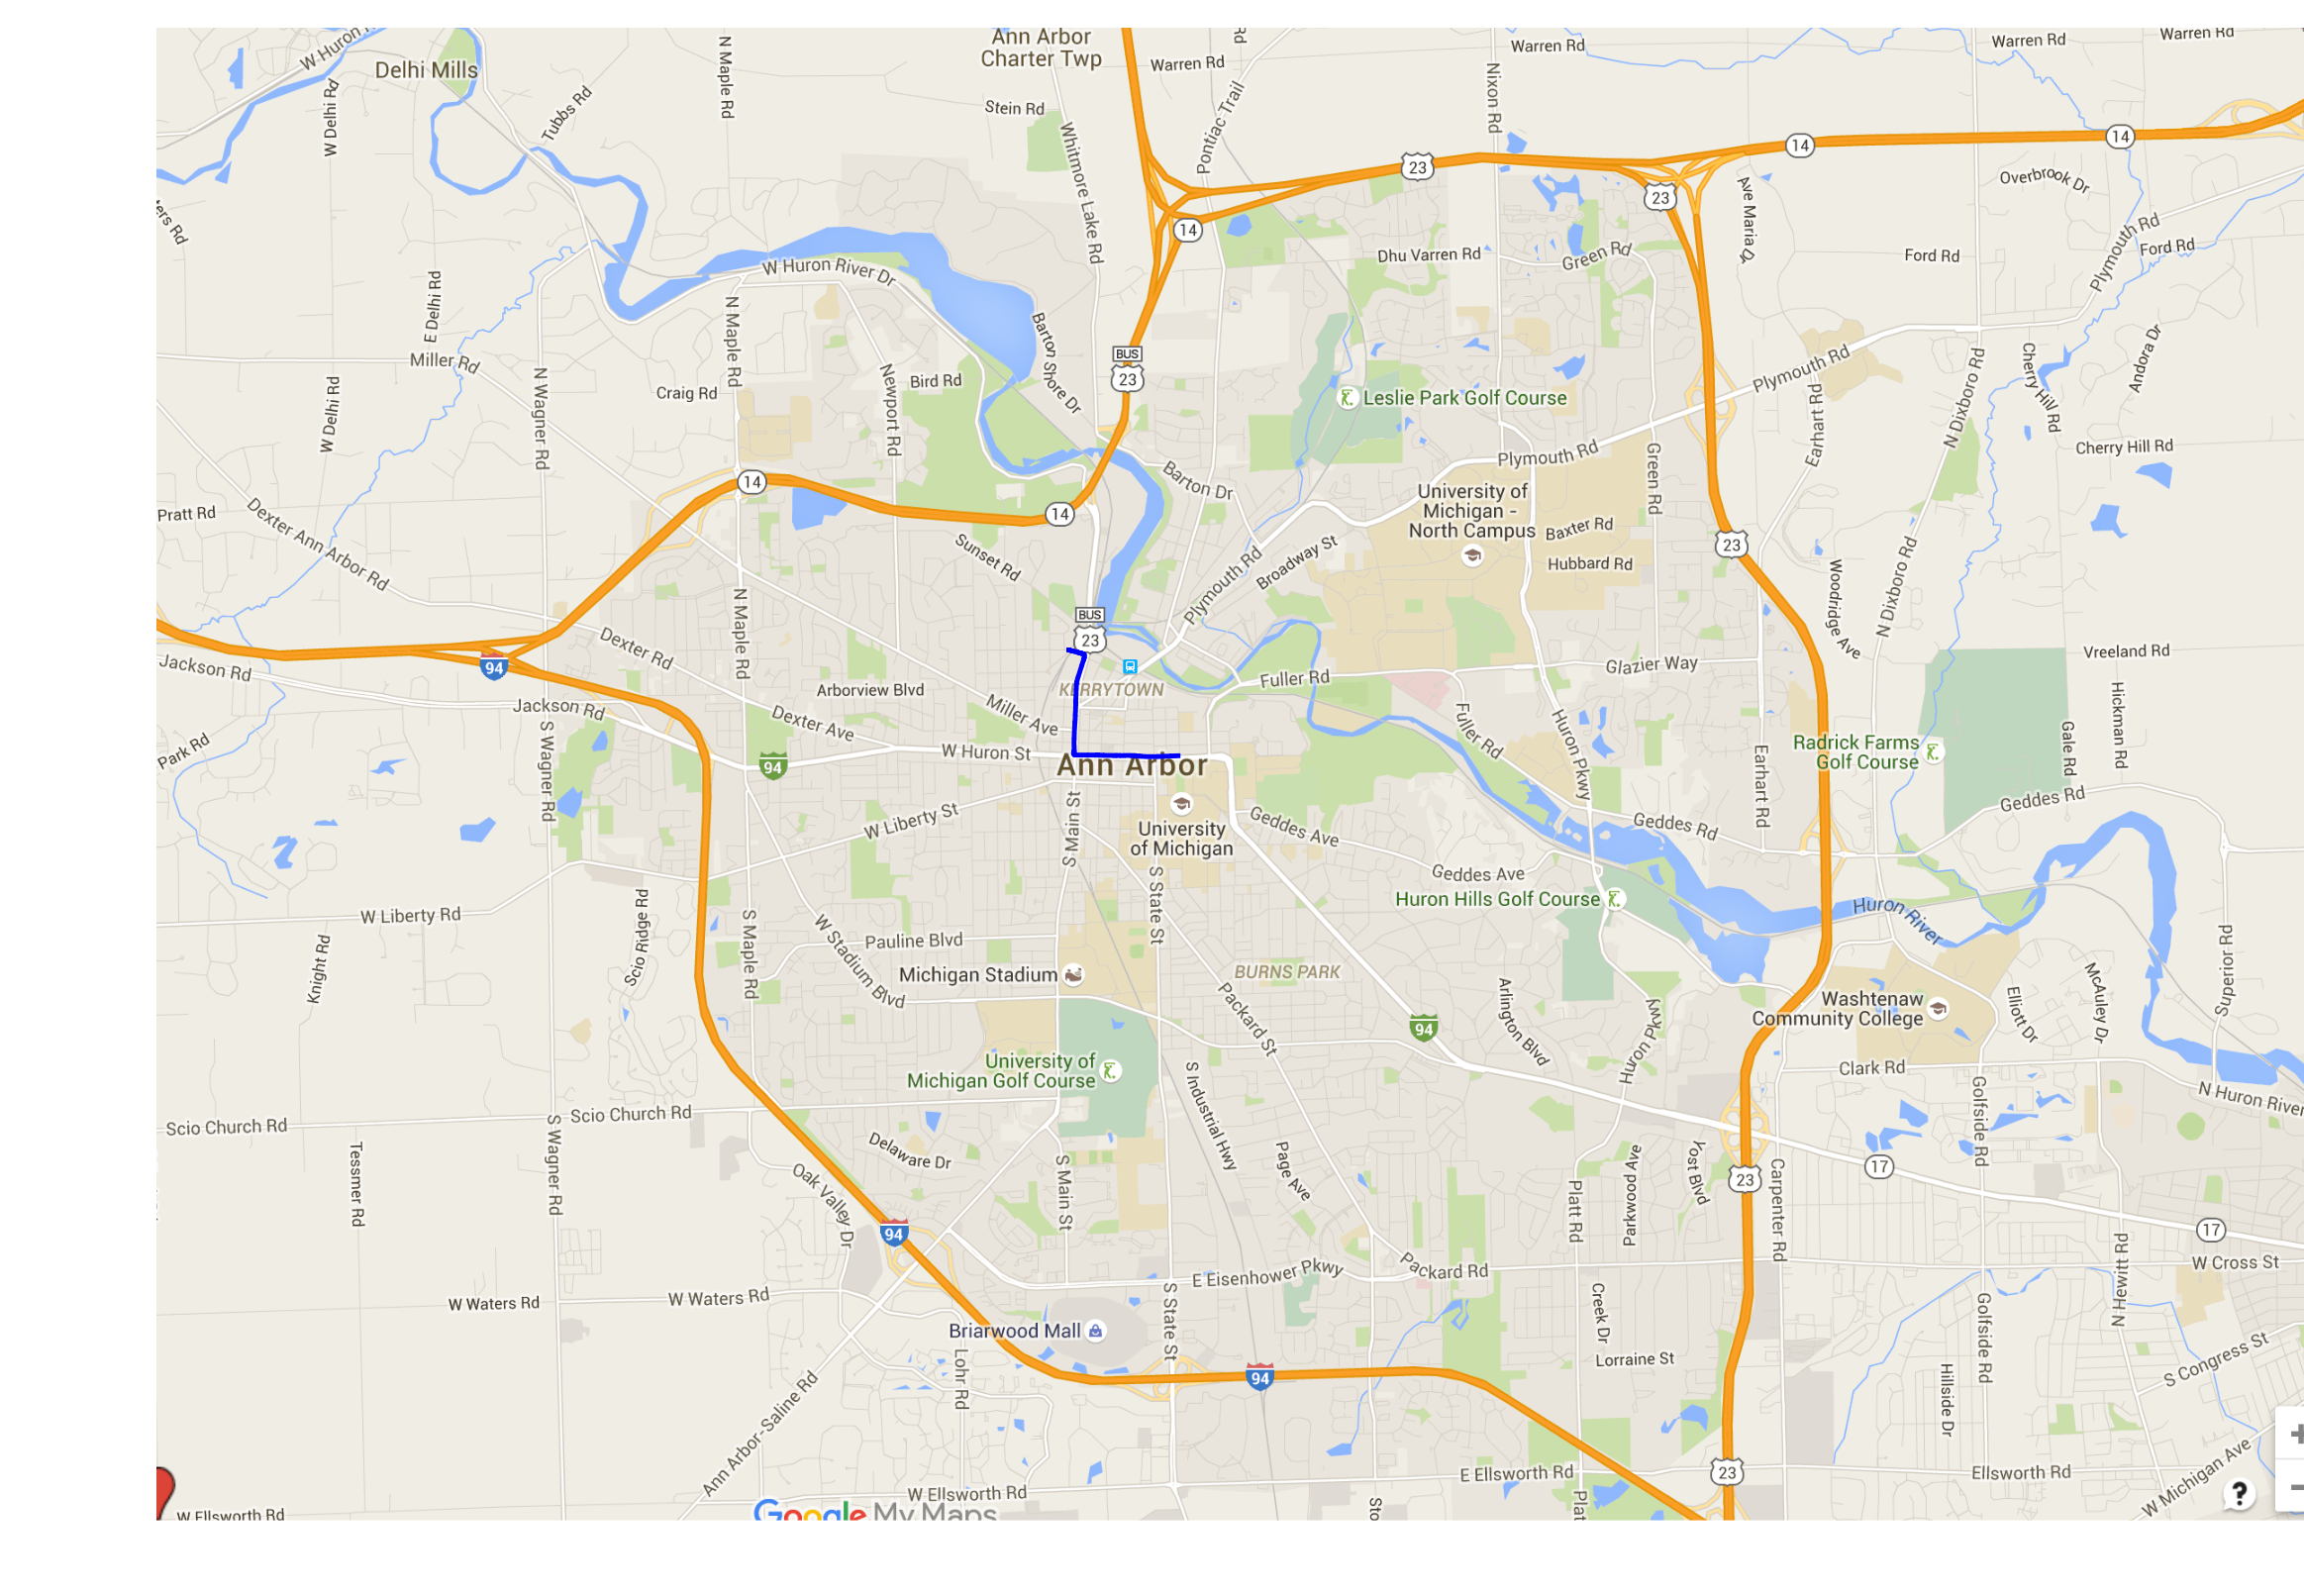 W Huron
Delhi Mills
W Delhi Rd
Tubbs Rd
N Maple Rd
Ann Arbor
Charter Twp
Stein Rd
Whitmore Lake Rd
Warren Rd
Pontiac Trail
Rd
Nixon Rd
Warren Rd
Warren Rd
Warren Rd
14
14
23
23
14
Ave Maria Dr
Overbrook Dr
Plymouth Rd
Ford Rd
Ford Rd
Dhu Varren Rd
Green Rd
W Huron River Dr
E Delhi Rd
Miller Rd
N Wagner Rd
W Delhi Rd
N Maple Rd
Craig Rd
Newport Rd
Bird Rd
Barton Shore Dr
BUS
23
Leslie Park Golf Course
Plymouth Rd
Earhart Rd
N Dixboro Rd
Cherry Hill Rd
Andora Dr
Cherry Hill Rd
Plymouth Rd
Green Rd
Barton Dr
14
14
Pratt Rd
Dexter Ann Arbor Rd
Sunset Rd
University of
Michigan -
North Campus
Baxter Rd
Hubbard Rd
23
Woodridge Ave
N Dixboro Rd
Plymouth Rd
Broadway St
BUS
23
N Maple Rd
Dexter Rd
94
Jackson Rd
Jackson Rd
Arborview Blvd
KERRYTOWN
Miller Ave
Dexter Ave
Fuller Rd
Glazier Way
Vreeland Rd
Hickman Rd
Gale Rd
Fuller Rd
Huron Pkwy
Radrick Farms
Golf Course
Earhart Rd
Geddes Rd
Park Rd
S Wagner Rd
94
W Huron St
Ann Arbor
W Liberty St
S Main St
University
of Michigan
Geddes Ave
Geddes Rd
Geddes Ave
Huron Hills Golf Course
Huron River
Superior Rd
W Liberty Rd
Knight Rd
Scio Ridge Rd
S Maple Rd
W Stadium Blvd
Pauline Blvd
Michigan Stadium
S State St
BURNS PARK
Packard St
94
Arlington Blvd
Huron Pkwy
Washtenaw
Community College
Elliott Dr
McAuley Dr
Clark Rd
N Huron River
University of
Michigan Golf Course
S Industrial Hwy
Page Ave
Scio Church Rd
Scio Church Rd
Tessmer Rd
S Wagner Rd
Delaware Dr
Oak Valley Dr
S Main St
94
Platt Rd
Parkwood Ave
Yost Blvd
23
Carpenter Rd
17
Golfside Rd
17
N Hewitt Rd
W Cross St
E Eisenhower Pkwy
Packard Rd
W Waters Rd
W Waters Rd
Briarwood Mall
S State St
Lohr Rd
Creek Dr
Lorraine St
Golfside Rd
Hillside Dr
S Congress St
94
Ann Arbor-Saline Rd
E Ellsworth Rd
23
Ellsworth Rd
W Michigan Ave
W Ellsworth Rd
W Ellsworth Rd
Google My Maps
?